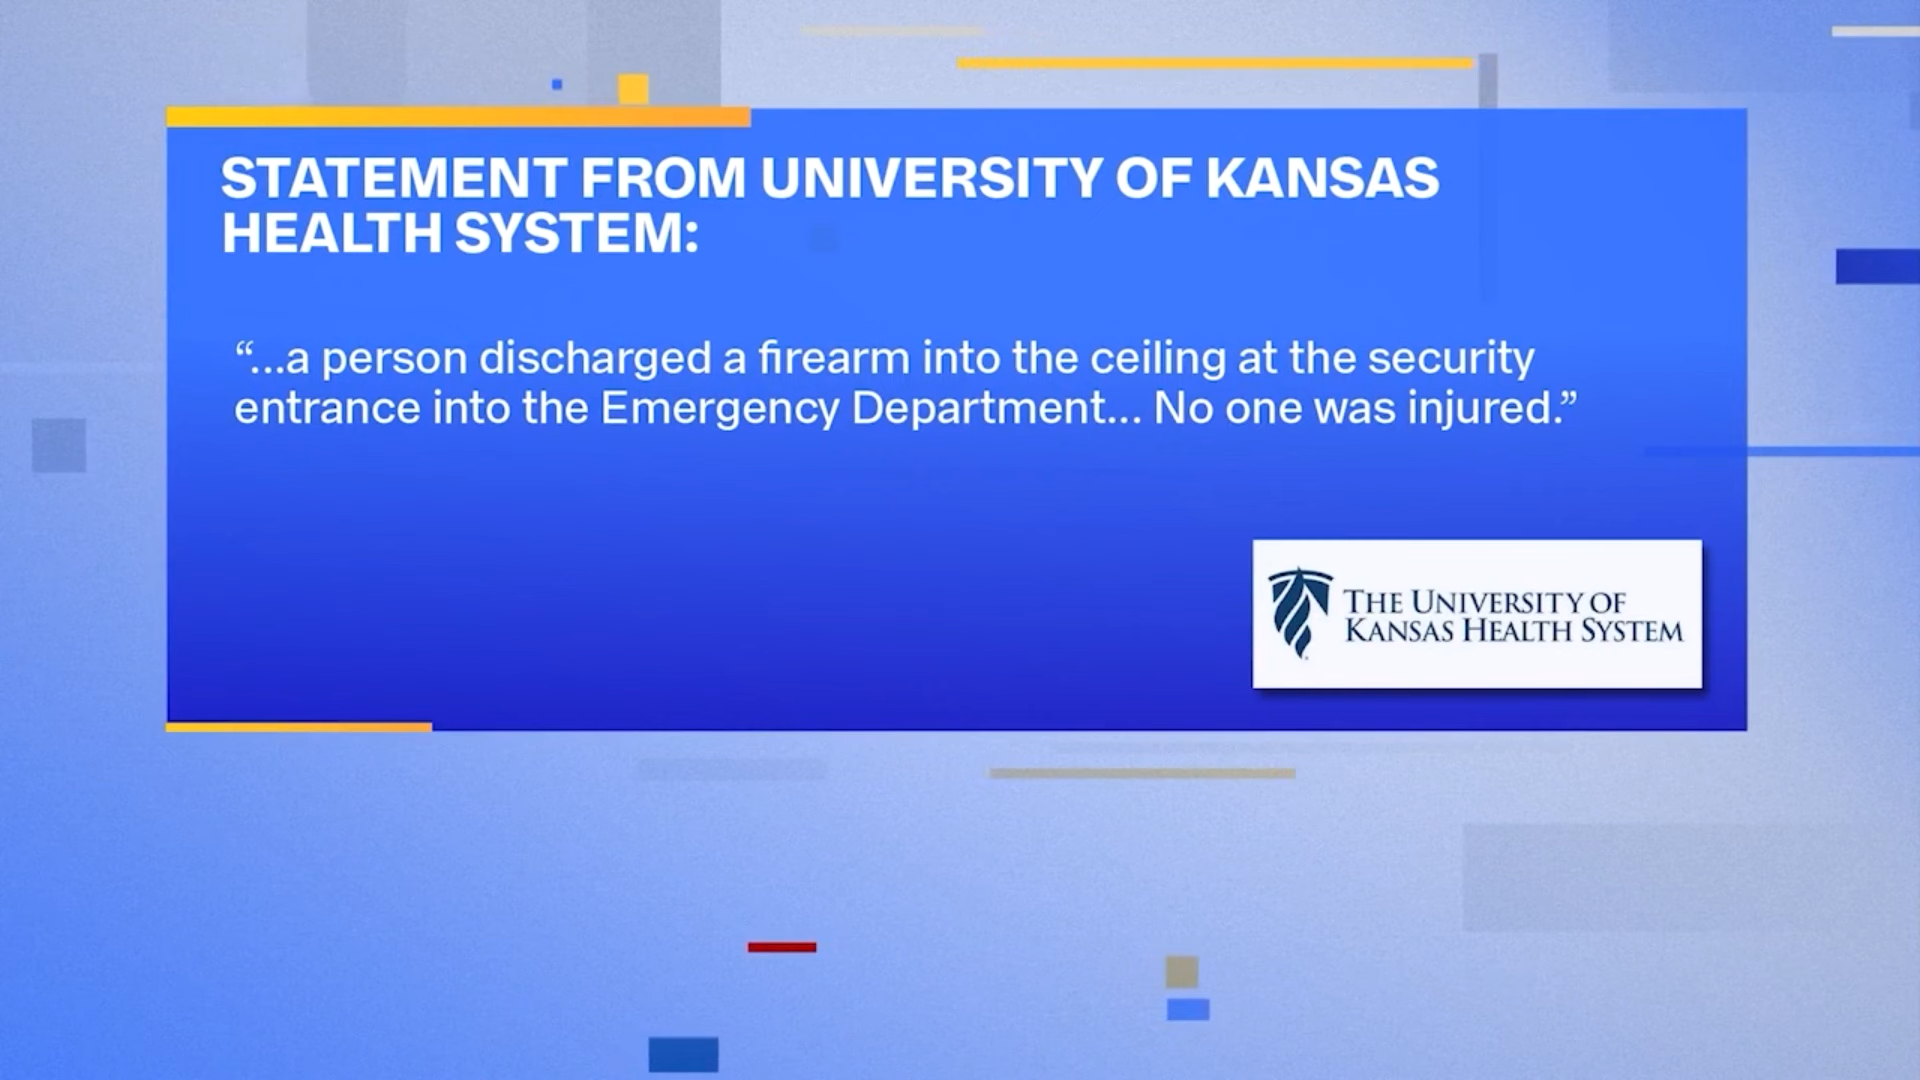 STATEMENT FROM UNIVERSITY OF KANSAS
HEALTH SYSTEM:
“...a person discharged a firearm into the ceiling at the security
entrance into the Emergency Department... No one was injured.”
THE UNIVERSITY OF
KANSAS HEALTH SYSTEM